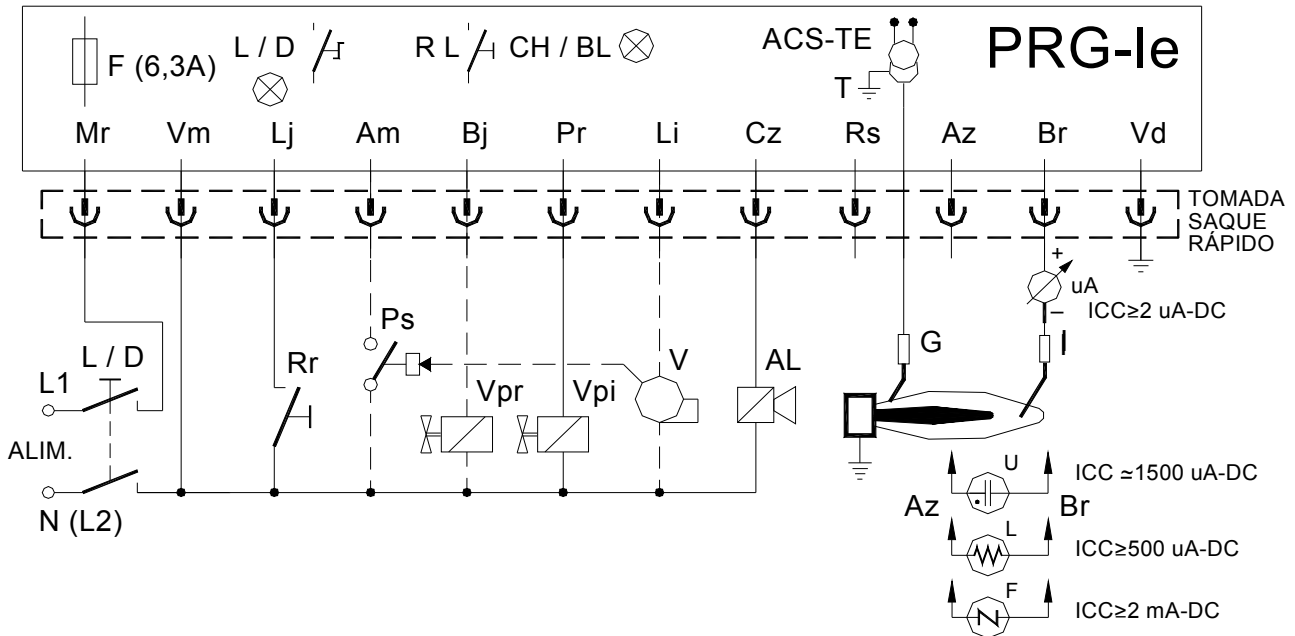 F (6,3A) L / D R L CH / BL ACS-TE PRG-Ie
T
Mr Vm Lj Am Bj Pr Li Cz Rs Az Br Vd
TOMADA
SAQUE
RÁPIDO
+
uA
ICC≥2 uA-DC
–
L / D
L1
Rr
Ps
Vpr
Vpi
V
AL
G
I
ALIM.
N (L2)
U
ICC ≃1500 uA-DC
Az Br
L
ICC≥500 uA-DC
F
ICC≥2 mA-DC